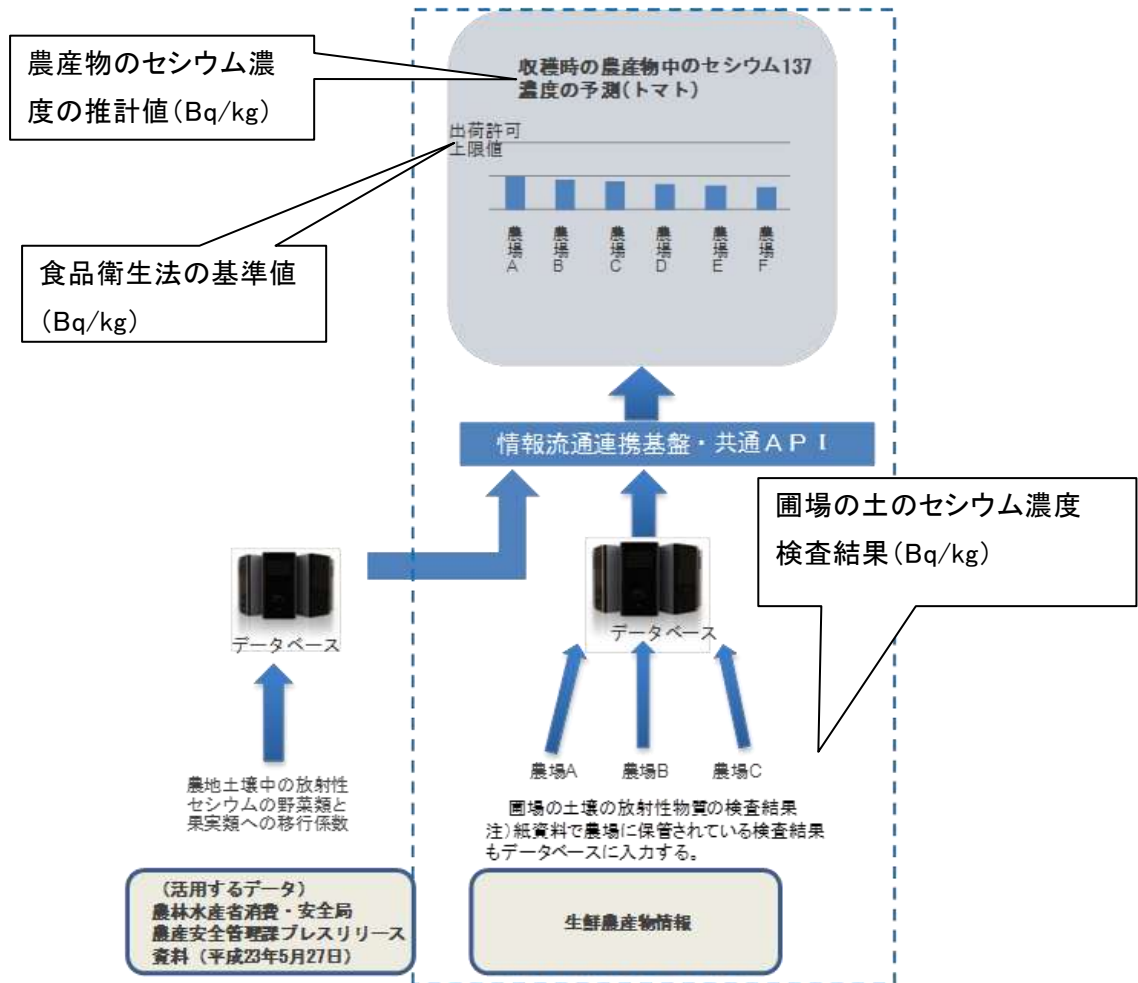 農産物のセシウム濃
度の推計値(Bq/kg)
収穫時の農産物中のセシウム137
濃度の予測(トマト)
出荷許可
上限値
農場A
農場B
農場C
農場D
農場E
農場F
食品衛生法の基準値
(Bq/kg)
情報流通連携基盤・共通API
圃場の土のセシウム濃度
検査結果(Bq/kg)
データベース
データベース
農場A 農場B 農場C
農地土壌中の放射性
セシウムの野菜類と
果実類への移行係数
圃場の土壌の放射性物質の検査結果
注)紙資料で農場に保管されている検査結果
もデータベースに入力する。
(活用するデータ)
農林水産省消費・安全局
農産安全管理課プレスリリース
資料(平成23年5月27日)
生鮮農産物情報